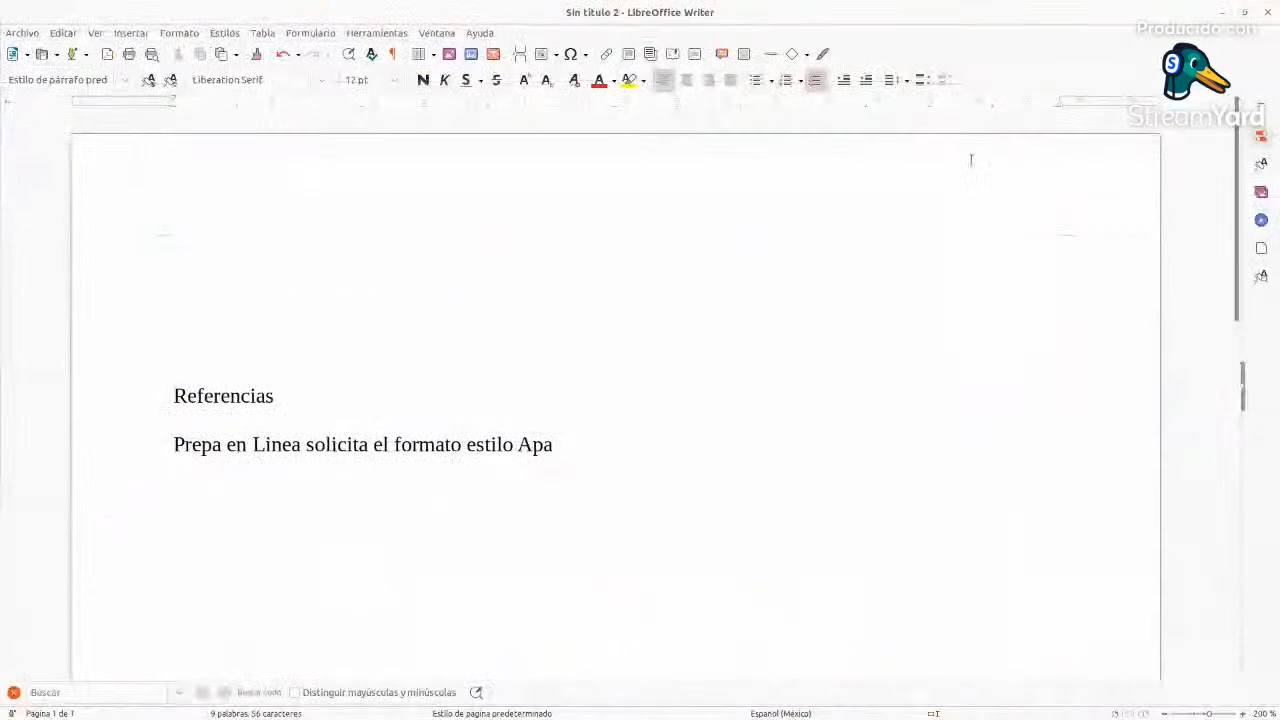 Sin título 2 - LibreOffice Writer
Archivo Editar Ver Insertar Formato Estilos Tabla Formulario Herramientas Ventana Ayuda
Producido con
StreamYard
Estilo de párrafo pred
Liberation Serif
12 pt
N K S S
Referencias
Prepa en Linea solicita el formato estilo Apa
Buscar
Buscar todo
Distinguir mayúsculas y minúsculas
Página 1 de 1
9 palabras, 56 caracteres
Estilo de página predeterminado
Español (México)
200 %